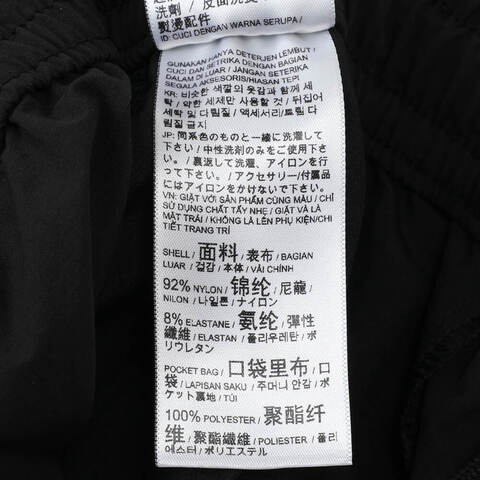 洗劑 / 反面洗燙 /
熨燙配件
ID: CUCI DENGAN WARNA SERUPA /
GUNAKAN HANYA DETERJEN LEMBUT /
CUCI DAN SETRIKA DENGAN BAGIAN
DALAM DI LUAR / JANGAN SETERIKA
SEGALA AKSESORIS/HIASAN TEPI
KR: 비슷한 색깔의 옷감과 함께 세
탁 / 약한 세제만 사용할 것 / 뒤집어
세탁 및 다림질 / 액세서리/트림 다
림질 금지
JP: 同系色のものと一緒に洗濯して
下さい / 中性洗剤のみをご使用下さ
い。 / 裏返して洗濯、アイロンを行
って下さい / アクセサリー/付属品
にはアイロンをかけないで下さい。
VN: GIẶT VỚI SẢN PHẨM CÙNG MÀU / CHỈ
SỬ DỤNG CHẤT TẨY NHẸ / GIẶT VÀ LÀ
MẶT TRÁI / KHÔNG LÀ LÊN PHỤ KIỆN/CHI
TIẾT TRANG TRÍ
SHELL / 面料 / 表布 / BAGIAN
LUAR / 겉감 / 本体 / VẢI CHÍNH
92% NYLON / 锦纶 / 尼龍 /
NILON / 나일론 / ナイロン
8% ELASTANE / 氨纶 / 彈性
纖維 / ELASTAN / 폴리우레탄 / ポ
リウレタン
POCKET BAG / 口袋里布 / 口
袋 / LAPISAN SAKU / 주머니 안감 / ポ
ケット裏地 / TÚI
100% POLYESTER / 聚酯纤
维 / 聚酯纖維 / POLIESTER / 폴리
에스터 / ポリエステル